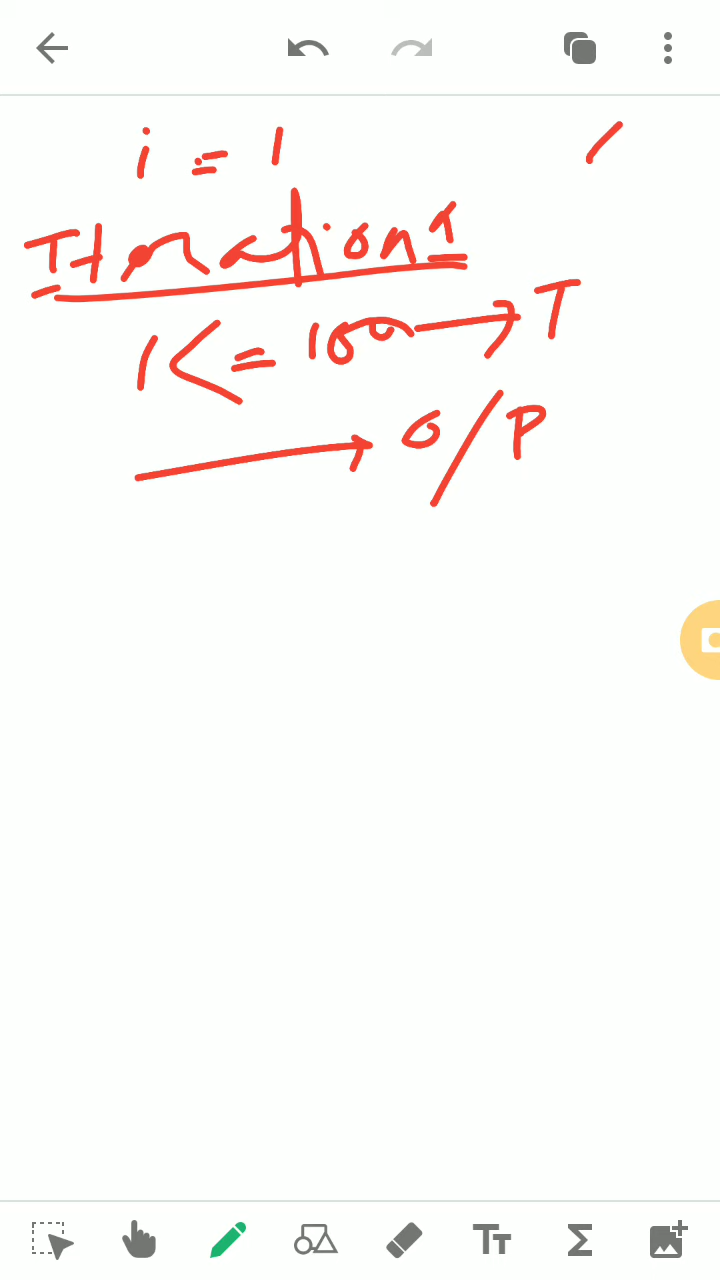 i = 1
Iterations
1 <= 100 → T
→ O/P